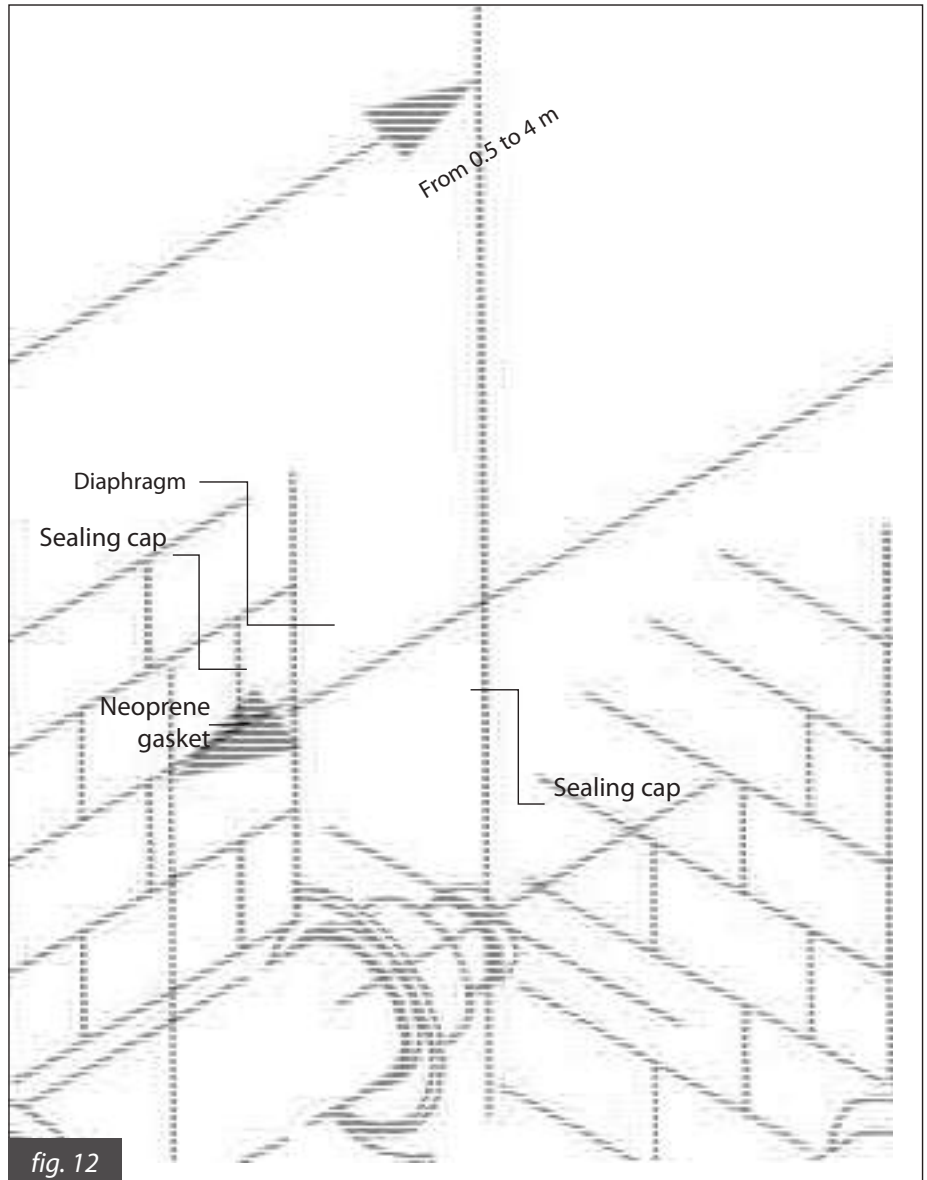 From 0.5 to 4 m
Diaphragm
Sealing cap
Neoprene
gasket
Sealing cap
fig. 12